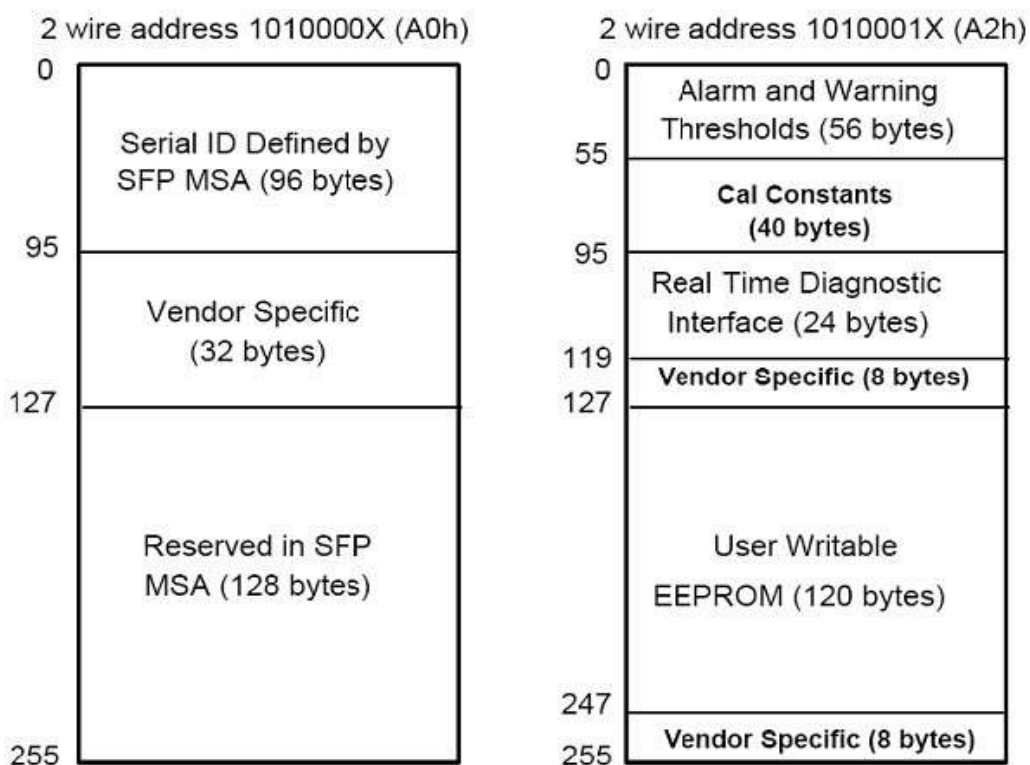 2 wire address 1010000X (A0h)
0
Serial ID Defined by
SFP MSA (96 bytes)
95
Vendor Specific
(32 bytes)
127
Reserved in SFP
MSA (128 bytes)
255
2 wire address 1010001X (A2h)
0
Alarm and Warning
Thresholds (56 bytes)
55
Cal Constants
(40 bytes)
95
Real Time Diagnostic
Interface (24 bytes)
119
Vendor Specific (8 bytes)
127
User Writable
EEPROM (120 bytes)
247
Vendor Specific (8 bytes)
255